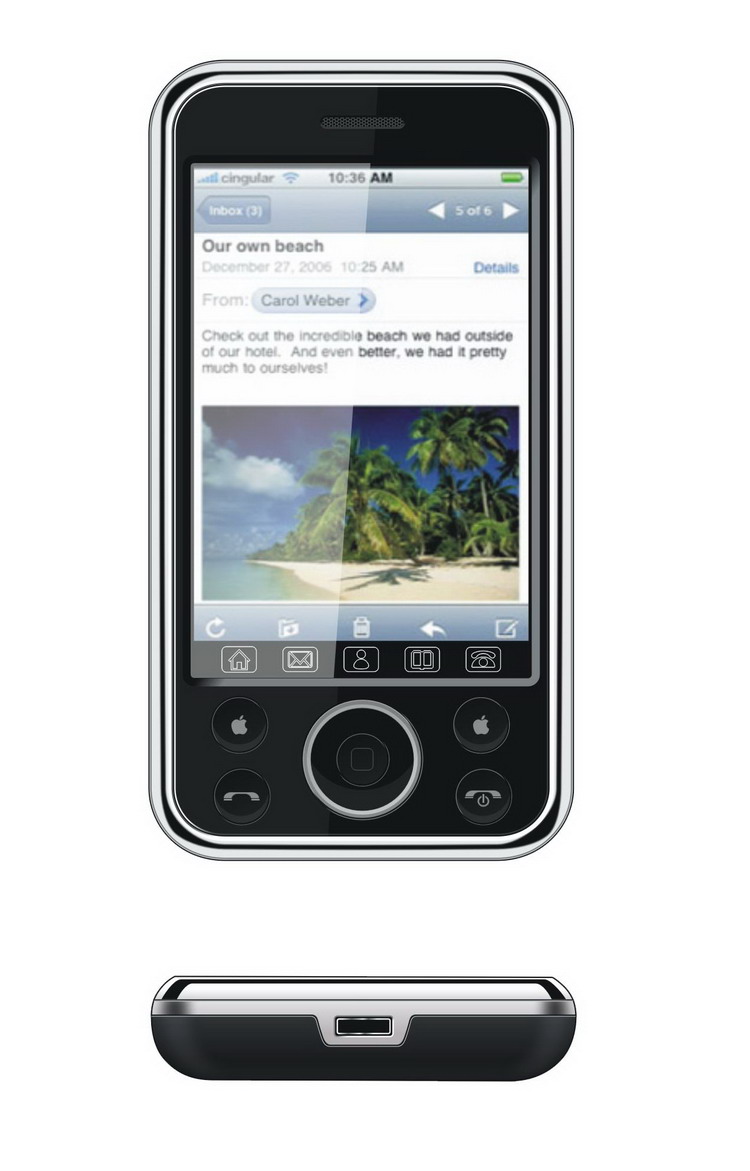 cingular 10:36 AM
Inbox (3) 5 of 6
Our own beach
December 27, 2006 10:25 AM Details
From: Carol Weber
Check out the incredible beach we had outside
of our hotel. And even better, we had it pretty
much to ourselves!